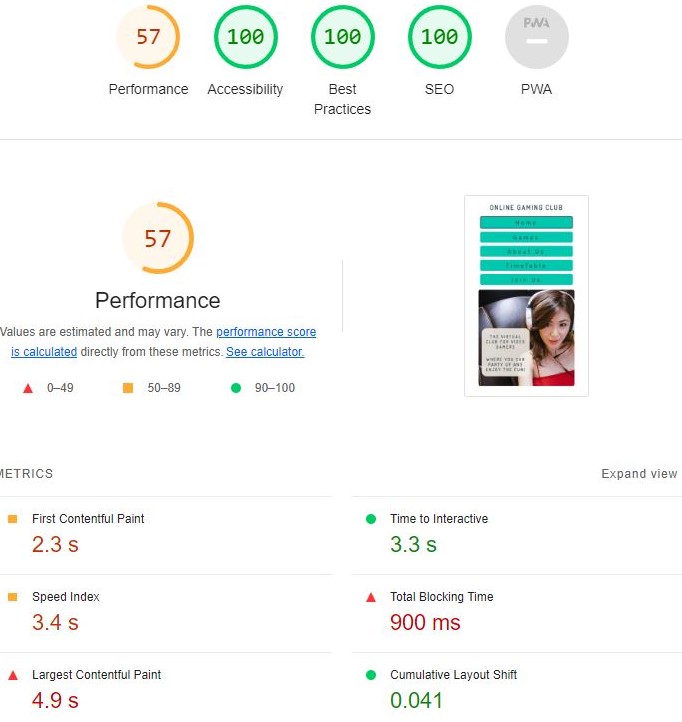 57
100
100
100
PWA
Performance
Accessibility
Best
Practices
SEO
PWA
57
Performance
Values are estimated and may vary. The performance score
is calculated directly from these metrics. See calculator.
0–49
50–89
90–100
ONLINE GAMING CLUB
Home
Games
About Us
Timetable
Join Us
THE VIRTUAL
CLUB FOR VIDEO
GAMERS
WHERE YOU CAN
PARTY UP AND
ENJOY THE FUN!
METRICS
Expand view
First Contentful Paint
2.3 s
Time to Interactive
3.3 s
Speed Index
3.4 s
Total Blocking Time
900 ms
Largest Contentful Paint
4.9 s
Cumulative Layout Shift
0.041